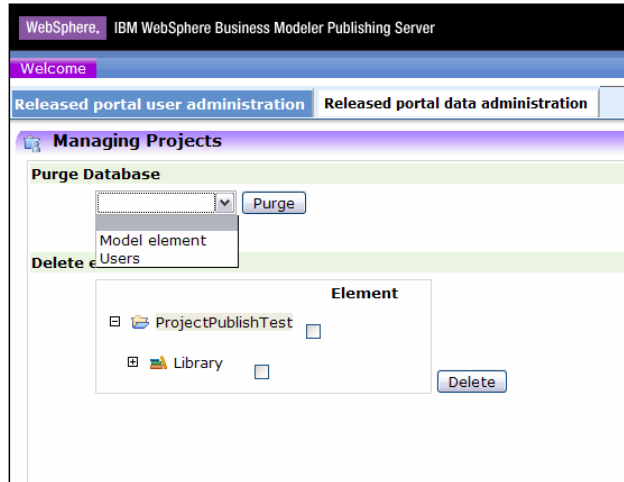 WebSphere. IBM WebSphere Business Modeler Publishing Server
Welcome
Released portal user administration Released portal data administration
Managing Projects
Purge Database
Purge
Model element
Users
Delete e
Element
ProjectPublishTest
Library
Delete